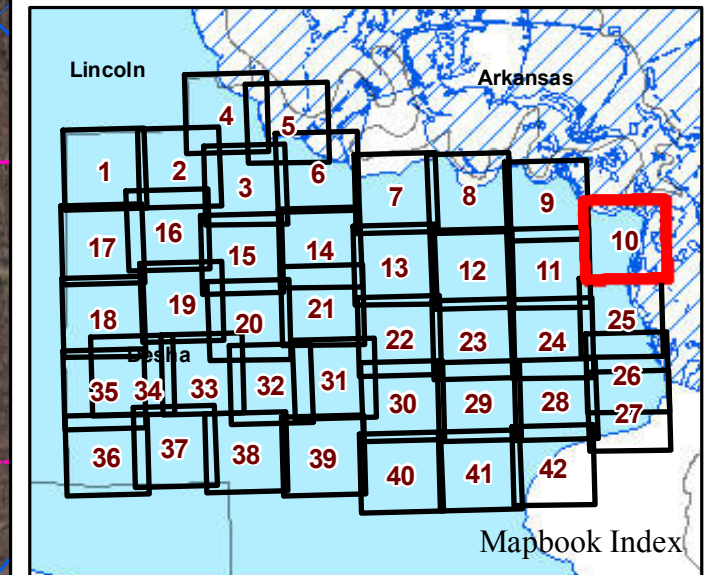 Lincoln
Arkansas
4
5
1 2 3 6 7 8 9
17 16 15 14 13 12 11 10
18 19 20 21 22 23 24 25
Desha
35 34 33 32 31 30 29 28 26
27
36 37 38 39 40 41 42
Mapbook Index